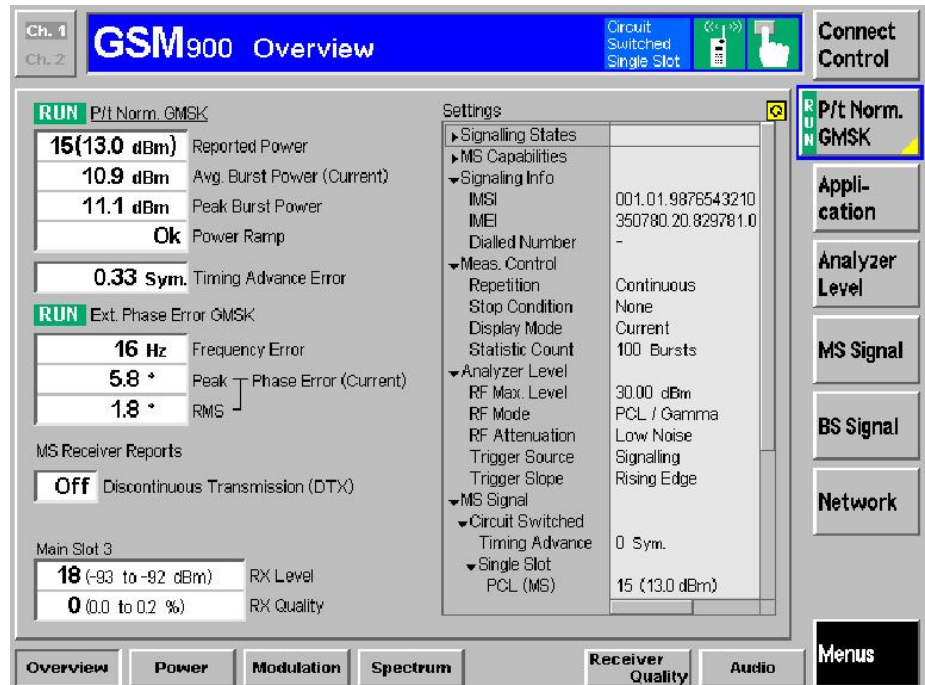 Ch. 1
Ch. 2
GSM900 Overview
Circuit
Switched
Single Slot
Connect
Control
RUN P/t Norm. GMSK
15(13.0 dBm) Reported Power
10.9 dBm Avg. Burst Power (Current)
11.1 dBm Peak Burst Power
Ok Power Ramp
0.33 Sym. Timing Advance Error
RUN Ext. Phase Error GMSK
16 Hz Frequency Error
5.8 ° Peak Phase Error (Current)
1.8 ° RMS
MS Receiver Reports
Off Discontinuous Transmission (DTX)
Main Slot 3
18 (-93 to -92 dBm) RX Level
0 (0.0 to 0.2 %) RX Quality
Settings
Signalling States
MS Capabilities
Signaling Info
IMSI 001.01.9876543210
IMEI 350780.20.829781.0
Dialled Number -
Meas. Control
Repetition Continuous
Stop Condition None
Display Mode Current
Statistic Count 100 Bursts
Analyzer Level
RF Max. Level 30.00 dBm
RF Mode PCL / Gamma
RF Attenuation Low Noise
Trigger Source Signalling
Trigger Slope Rising Edge
MS Signal
Circuit Switched
Timing Advance 0 Sym.
Single Slot
PCL (MS) 15 (13.0 dBm)
RUN
P/t Norm.
GMSK
Appli-
cation
Analyzer
Level
MS Signal
BS Signal
Network
Menus
Overview
Power
Modulation
Spectrum
Receiver
Quality
Audio